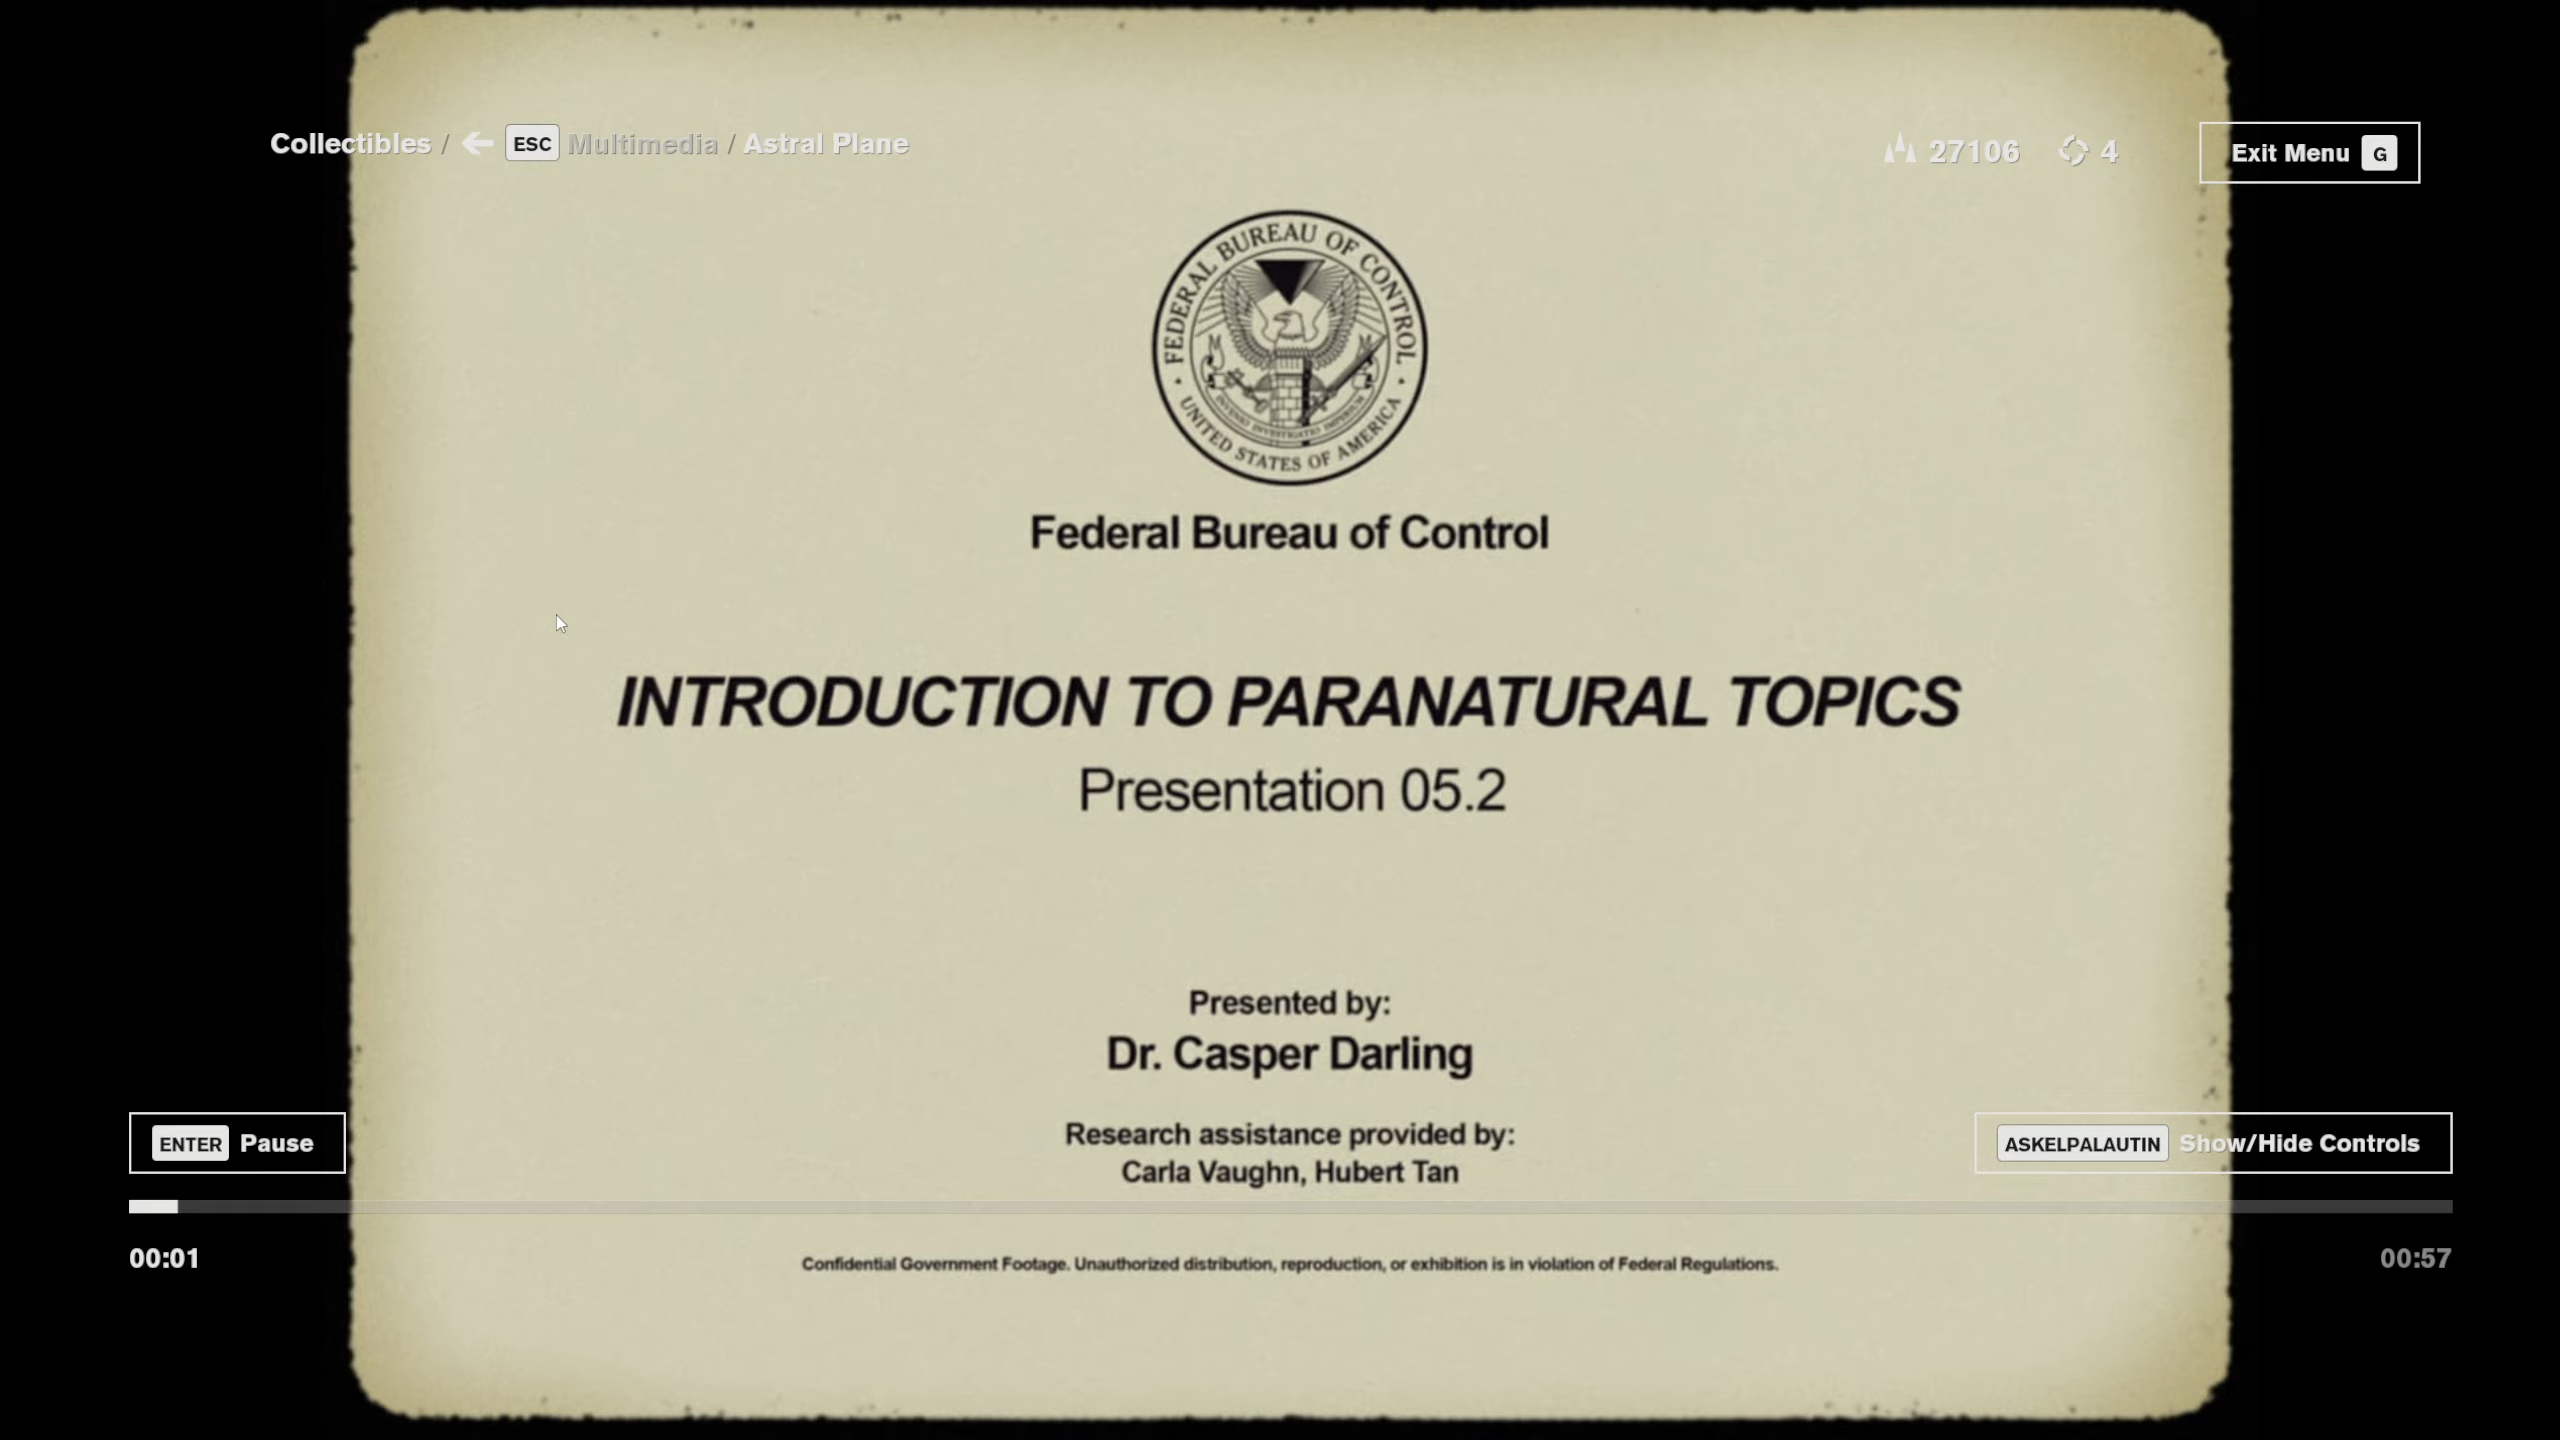 Collectibles / ESC Multimedia / Astral Plane
27106 4
Exit Menu G
FEDERAL BUREAU OF CONTROL
INVENIO INVESTIGATIO IMPERIUM
UNITED STATES OF AMERICA
Federal Bureau of Control
INTRODUCTION TO PARANATURAL TOPICS
Presentation 05.2
Presented by:
Dr. Casper Darling
Research assistance provided by:
Carla Vaughn, Hubert Tan
ENTER Pause
ASKELPALAUTIN Show/Hide Controls
00:01
00:57
Confidential Government Footage. Unauthorized distribution, reproduction, or exhibition is in violation of Federal Regulations.